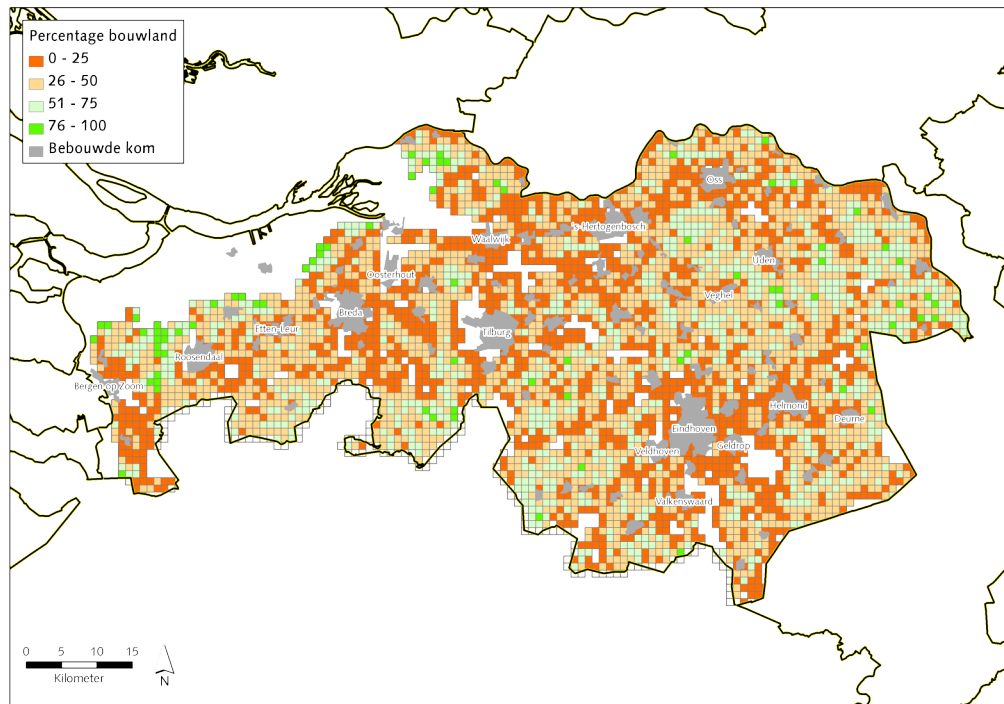 Percentage bouwland
0 - 25
26 - 50
51 - 75
76 - 100
Bebouwde kom
Oss
's-Hertogenbosch
Waalwijk
Uden
Oosterhout
Veghel
Breda
Etten-Leur
Tilburg
Roosendaal
Bergen op Zoom
Helmond
Deurne
Eindhoven
Geldrop
Veldhoven
Valkenswaard
0 5 10 15
Kilometer
N